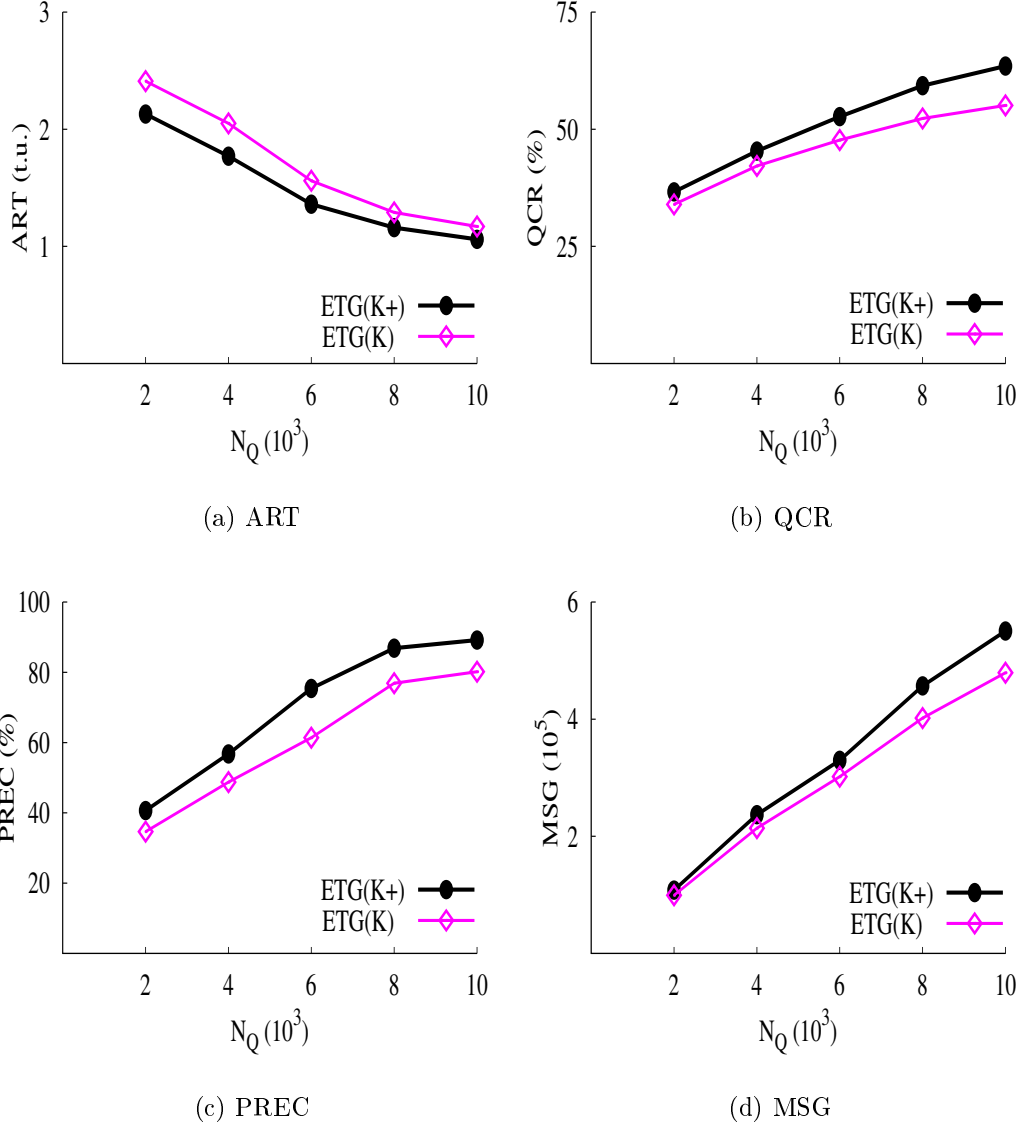 3
2
1
ART (t.u.)
ETG(K+)
ETG(K)
2 4 6 8 10
N_Q (10^3)
(a) ART
75
50
25
QCR (%)
ETG(K+)
ETG(K)
2 4 6 8 10
N_Q (10^3)
(b) QCR
100
80
60
40
20
PREC (%)
ETG(K+)
ETG(K)
2 4 6 8 10
N_Q (10^3)
(c) PREC
6
4
2
MSG (10^5)
ETG(K+)
ETG(K)
2 4 6 8 10
N_Q (10^3)
(d) MSG